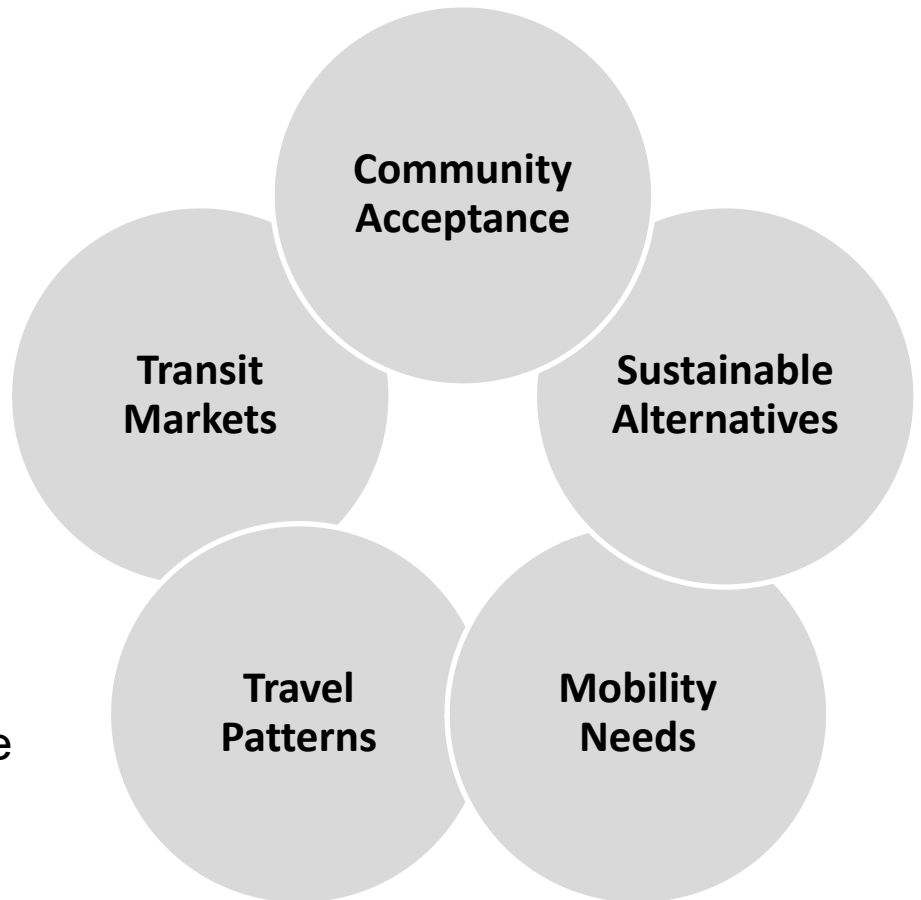 Community
Acceptance
Transit
Markets
Sustainable
Alternatives
Travel
Patterns
Mobility
Needs
e